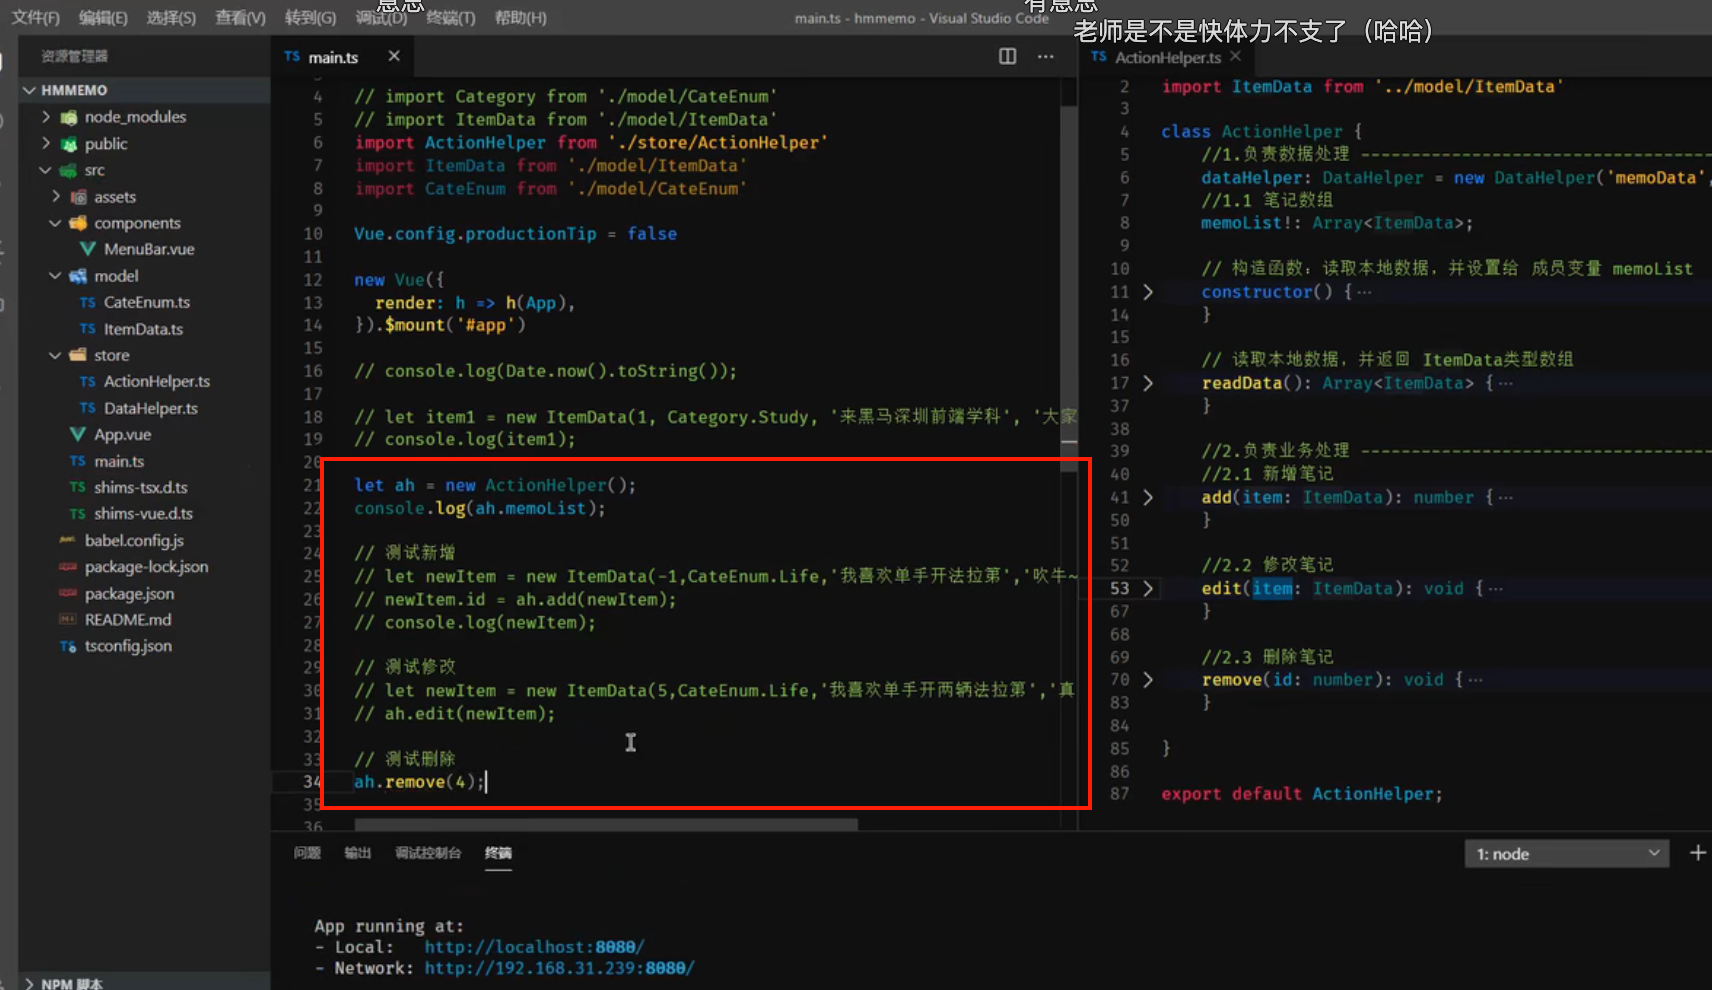 意思
有意思
文件(F) 编辑(E) 选择(S) 查看(V) 转到(G) 调试(D) 终端(T) 帮助(H)
main.ts - hmmemo - Visual Studio Code
老师是不是快体力不支了（哈哈）
资源管理器
HMMEMO
node_modules
public
src
assets
components
MenuBar.vue
model
TS CateEnum.ts
TS ItemData.ts
store
TS ActionHelper.ts
TS DataHelper.ts
App.vue
TS main.ts
TS shims-tsx.d.ts
TS shims-vue.d.ts
babel.config.js
package-lock.json
package.json
README.md
tsconfig.json
NPM 脚本
TS main.ts
4 // import Category from './model/CateEnum'
5 // import ItemData from './model/ItemData'
6 import ActionHelper from './store/ActionHelper'
7 import ItemData from './model/ItemData'
8 import CateEnum from './model/CateEnum'
9
10 Vue.config.productionTip = false
11
12 new Vue({
13 render: h => h(App),
14 }).$mount('#app')
15
16 // console.log(Date.now().toString());
17
18 // let item1 = new ItemData(1, Category.Study, '来黑马深圳前端学科', '大家
19 // console.log(item1);
20
21 let ah = new ActionHelper();
22 console.log(ah.memoList);
23
24 // 测试新增
25 // let newItem = new ItemData(-1,CateEnum.Life,'我喜欢单手开法拉第','吹牛~
26 // newItem.id = ah.add(newItem);
27 // console.log(newItem);
28
29 // 测试修改
30 // let newItem = new ItemData(5,CateEnum.Life,'我喜欢单手开两辆法拉第','真
31 // ah.edit(newItem);
32
33 // 测试删除
34 ah.remove(4);
35
36
TS ActionHelper.ts
2 import ItemData from '../model/ItemData'
3
4 class ActionHelper {
5 //1.负责数据处理 -----------------------------------
6 dataHelper: DataHelper = new DataHelper('memoData',
7 //1.1 笔记数组
8 memoList!: Array<ItemData>;
9
10 // 构造函数：读取本地数据，并设置给 成员变量 memoList
11 constructor() {…
14 }
15
16 // 读取本地数据，并返回 ItemData类型数组
17 readData(): Array<ItemData> {…
37 }
38
39 //2.负责业务处理 -----------------------------------
40 //2.1 新增笔记
41 add(item: ItemData): number {…
50 }
51
52 //2.2 修改笔记
53 edit(item: ItemData): void {…
67 }
68
69 //2.3 删除笔记
70 remove(id: number): void {…
83 }
84
85 }
86
87 export default ActionHelper;
问题 输出 调试控制台 终端
1: node
App running at:
- Local: http://localhost:8080/
- Network: http://192.168.31.239:8080/